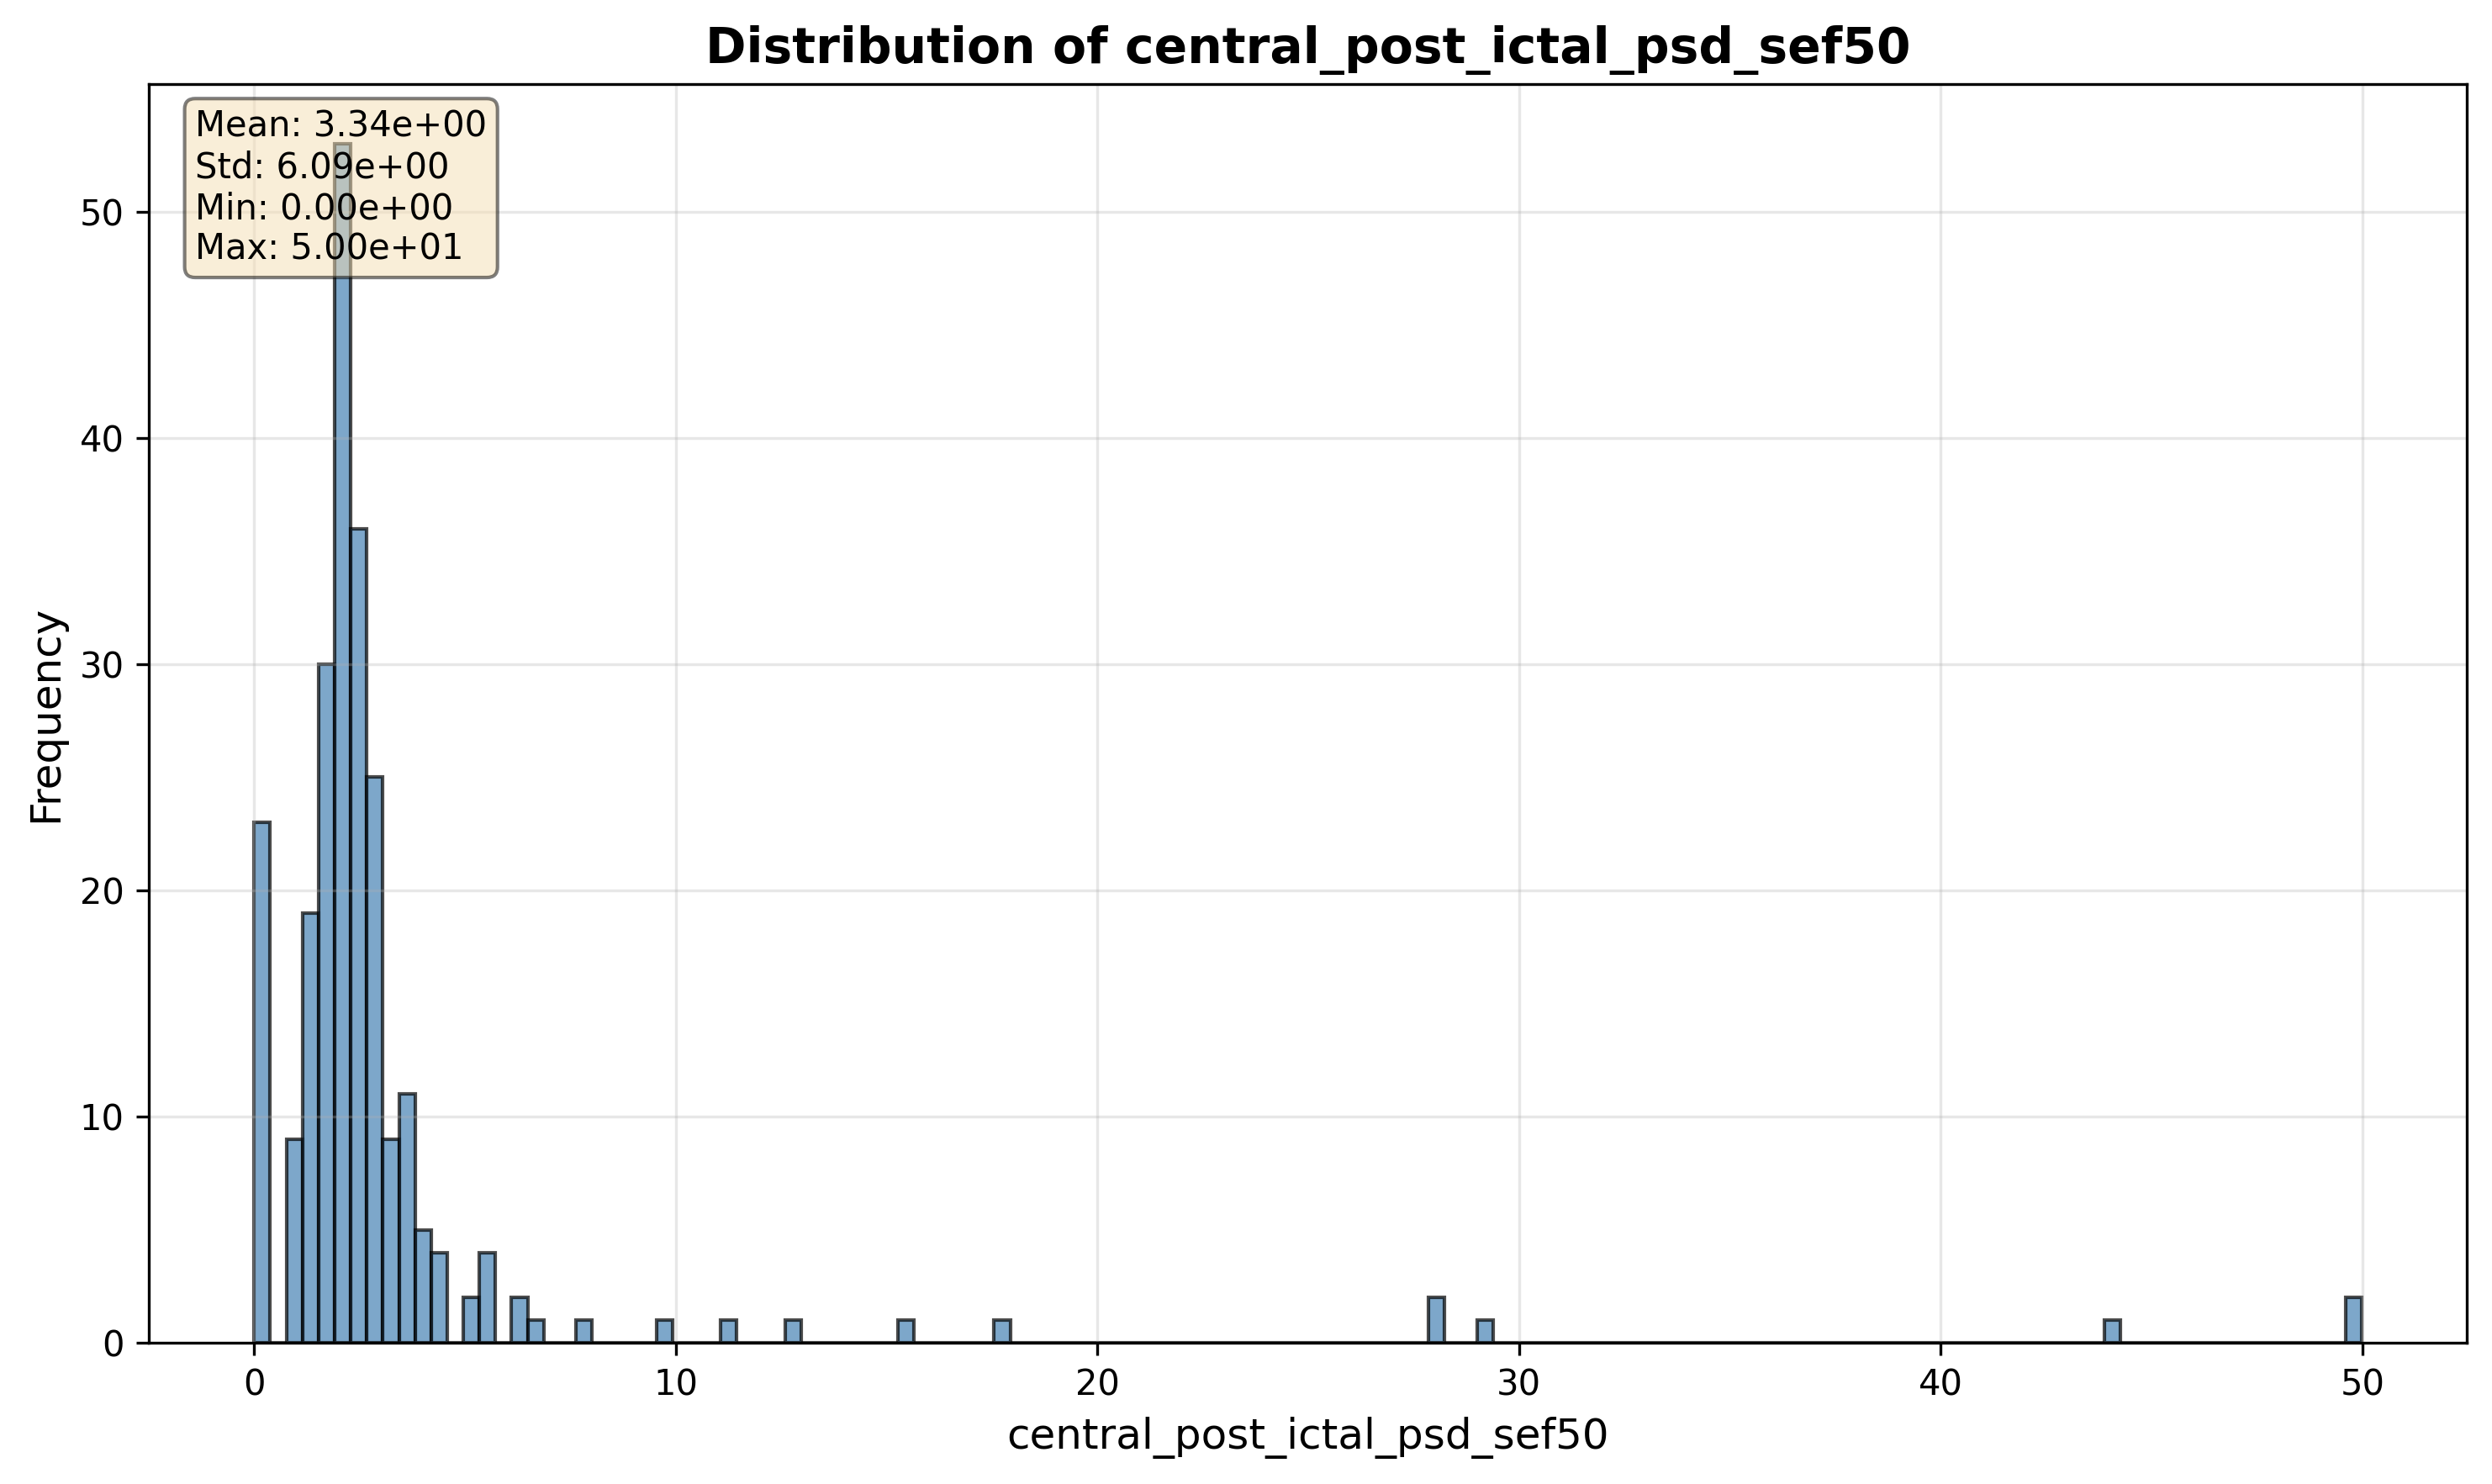 Distribution of central_post_ictal_psd_sef50
Mean: 3.34e+00
Std: 6.09e+00
Min: 0.00e+00
Max: 5.00e+01
50
40
30
20
10
0
Frequency
0 10 20 30 40 50
central_post_ictal_psd_sef50